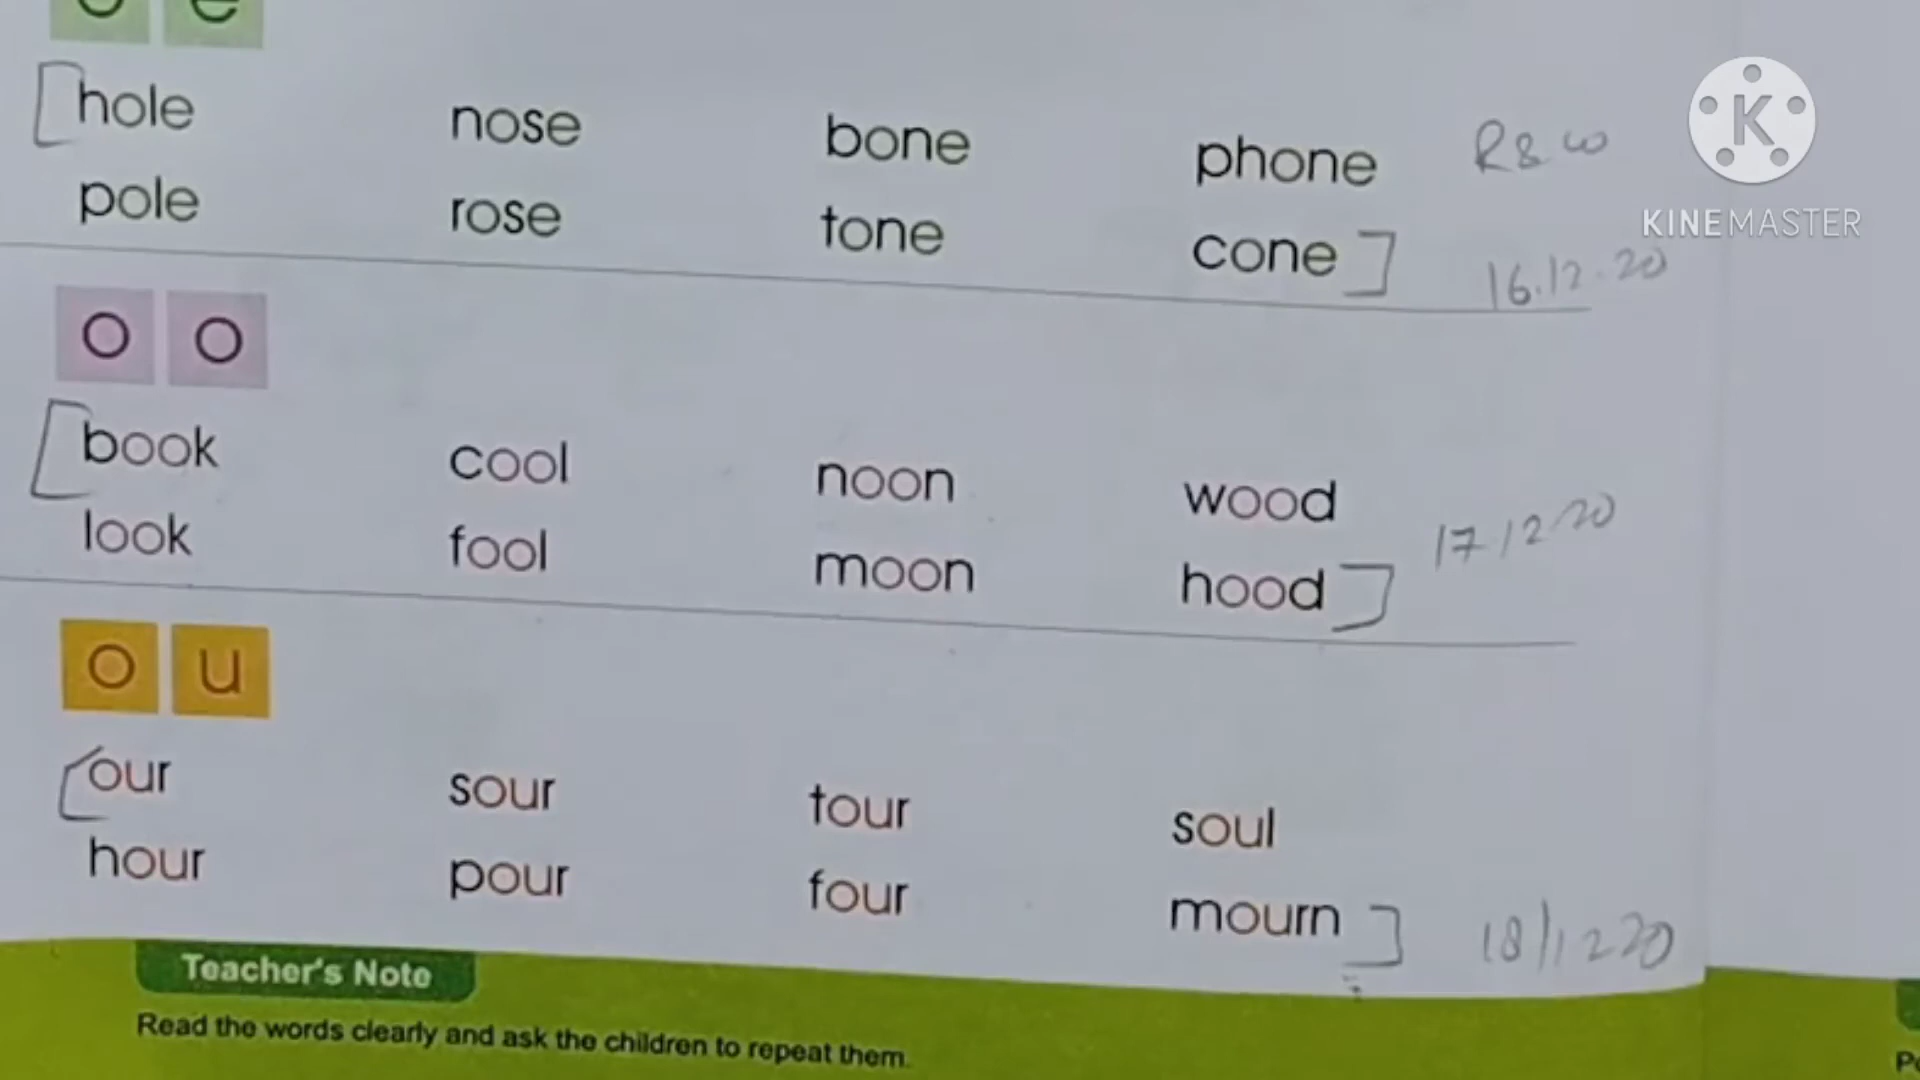 o e
hole nose bone phone R & W
pole rose tone cone 16.12.20
K
KINEMASTER
o o
book cool noon wood
look fool moon hood 17 12 20
o u
our sour tour soul
hour pour four mourn 18/12 20
Teacher's Note
Read the words clearly and ask the children to repeat them.